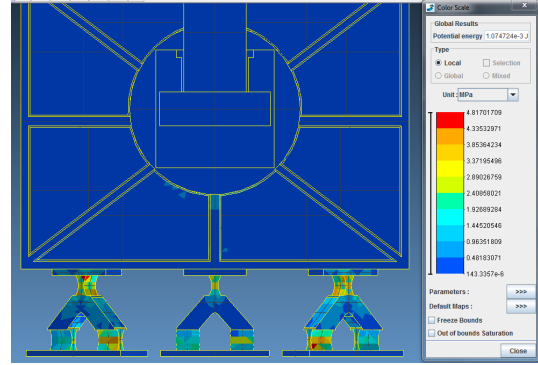 Color Scale
x
Global Results
Potential energy 1.074724e-3 J
Type
Local
Selection
Global
Mixed
Unit : MPa
4.81701709
4.33532971
3.85364234
3.37195496
2.89026759
2.40858021
1.92689284
1.44520546
0.96351809
0.48183071
143.3357e-6
Parameters :
>>>
Default Maps :
>>>
Freeze Bounds
Out of bounds Saturation
Close